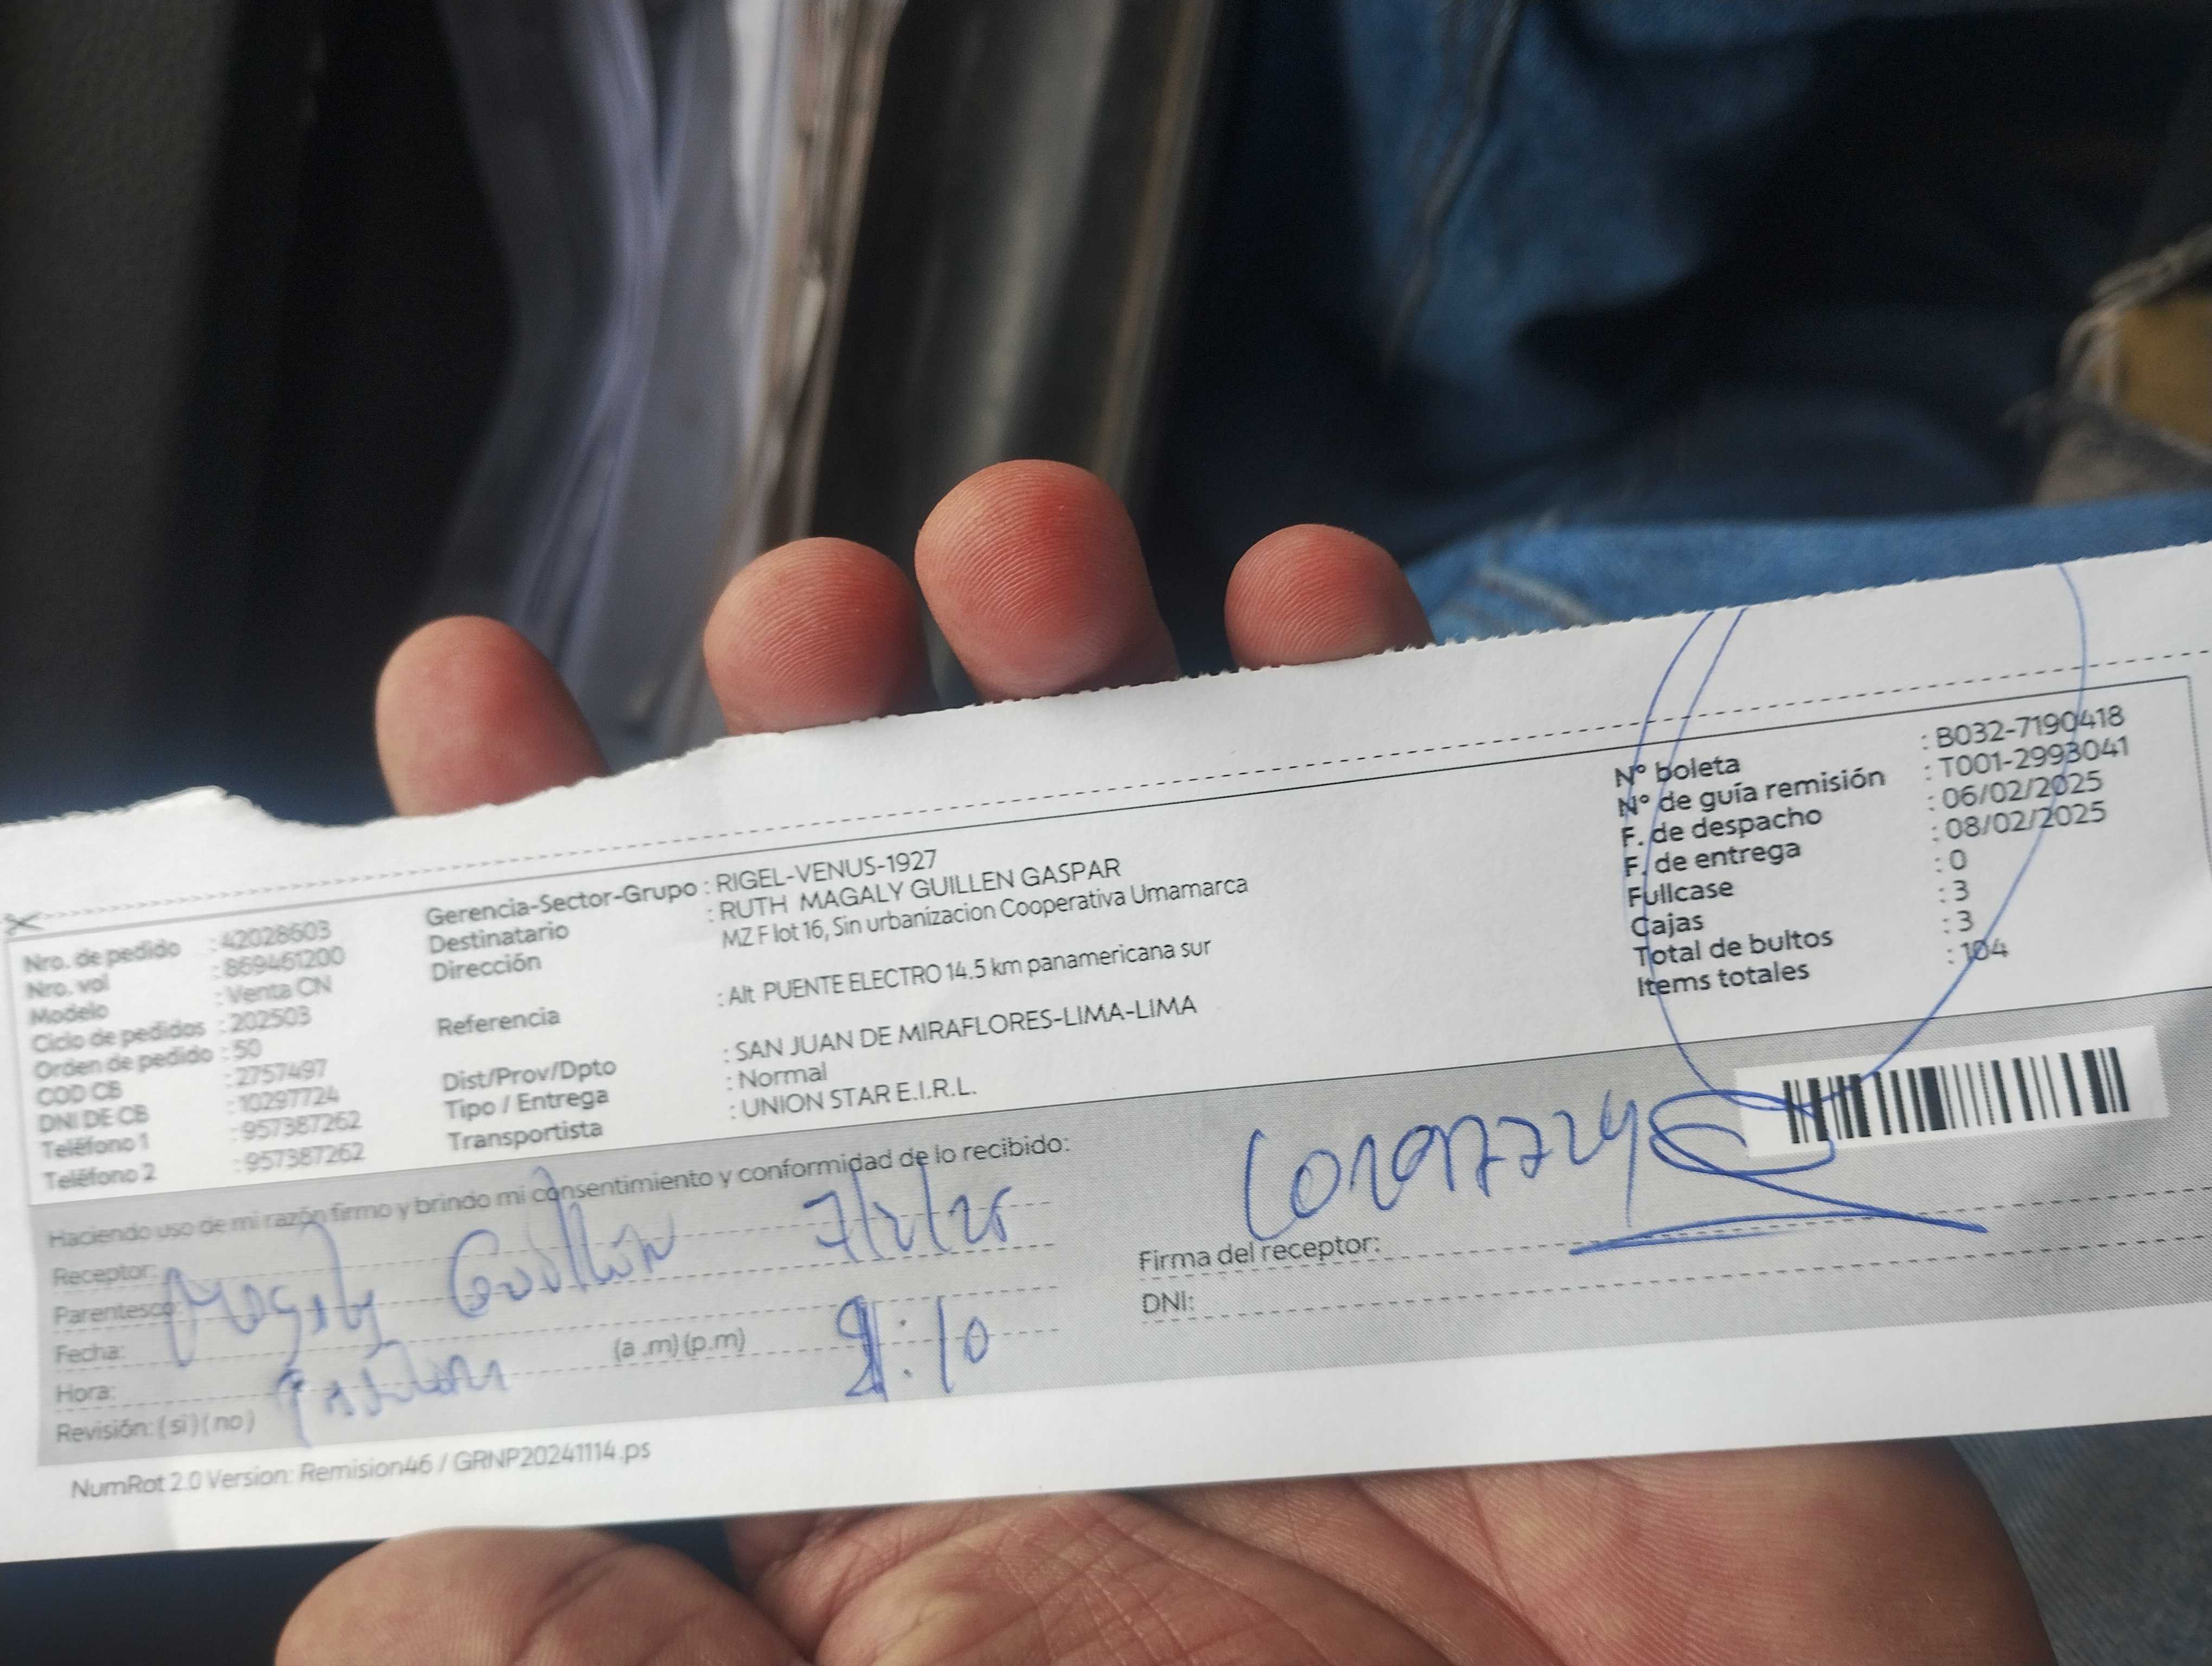 Nro. de pedido : 42028603
Nro. vol : 869461200
Modelo : Venta CN
Ciclo de pedidos : 202503
Orden de pedido : 50
COD CB : 2757497
DNI DE CB : 10297724
Teléfono 1 : 957387262
Teléfono 2 : 957387262
Gerencia-Sector-Grupo : RIGEL-VENUS-1927
Destinatario : RUTH MAGALY GUILLEN GASPAR
Dirección MZ F lot 16, Sin urbanizacion Cooperativa Umamarca
Referencia : Alt PUENTE ELECTRO 14.5 km panamericana sur
Dist/Prov/Dpto : SAN JUAN DE MIRAFLORES-LIMA-LIMA
Tipo / Entrega : Normal
Transportista : UNION STAR E.I.R.L.
N° boleta : B032-7190418
N° de guía remisión : T001-2993041
F. de despacho : 06/02/2025
F. de entrega : 08/02/2025
Fullcase : 0
Cajas : 3
Total de bultos : 3
Items totales : 104
Haciendo uso de mi razón firmo y brindo mi consentimiento y conformidad de lo recibido:
Receptor:
Parentesco:
Magaly Guillén 7/2/25
Fecha:
Hora: (a .m) (p.m)
:10
Revisión: ( si ) ( no )
Firma del receptor:
DNI:
NumRot 2.0 Version: Remision46 / GRNP20241114.ps